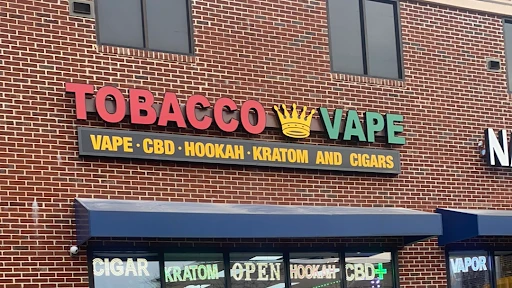 TOBACCO VAPE
VAPE · CBD · HOOKAH · KRATOM AND CIGARS
CIGAR KRATOM OPEN HOOKAH CBD+ VAPOR